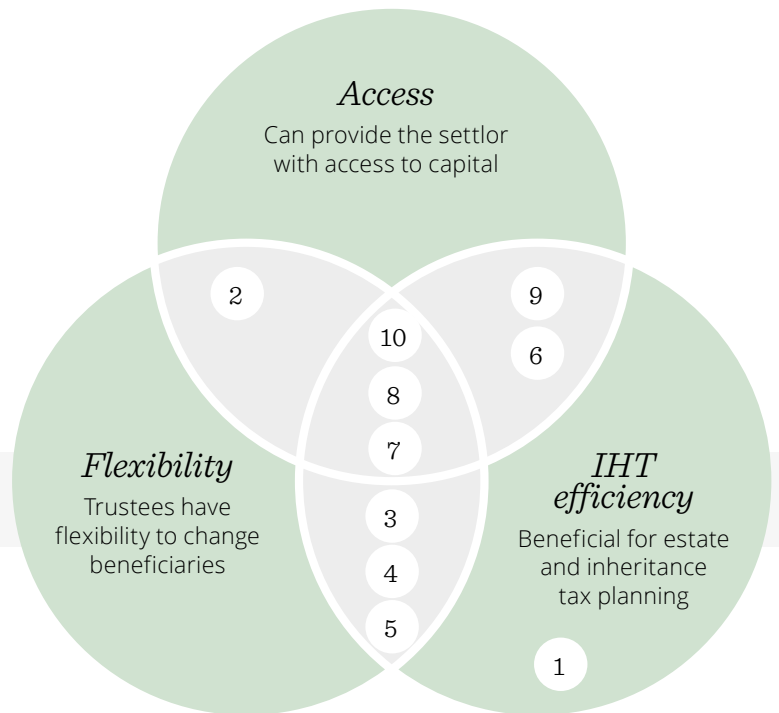 Access
Can provide the settlor
with access to capital
2
9
6
10
8
7
Flexibility
Trustees have
flexibility to change
beneficiaries
3
4
5
IHT
efficiency
Beneficial for estate
and inheritance
tax planning
1